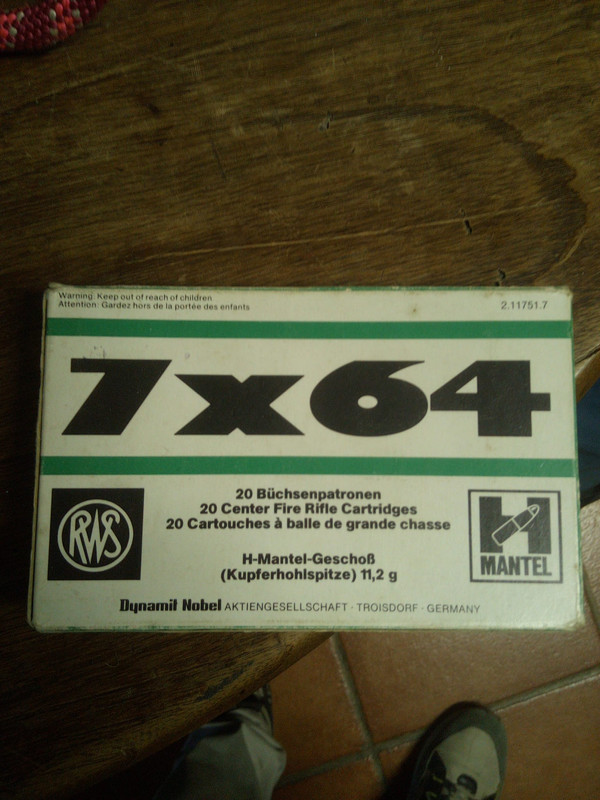 Warning: Keep out of reach of children
Attention: Gardez hors de la portée des enfants
2.11751.7
7x64
20 Büchsenpatronen
20 Center Fire Rifle Cartridges
20 Cartouches à balle de grande chasse
RWS
H
MANTEL
H-Mantel-Geschoß
(Kupferhohlspitze) 11,2 g
Dynamit Nobel AKTIENGESELLSCHAFT · TROISDORF · GERMANY